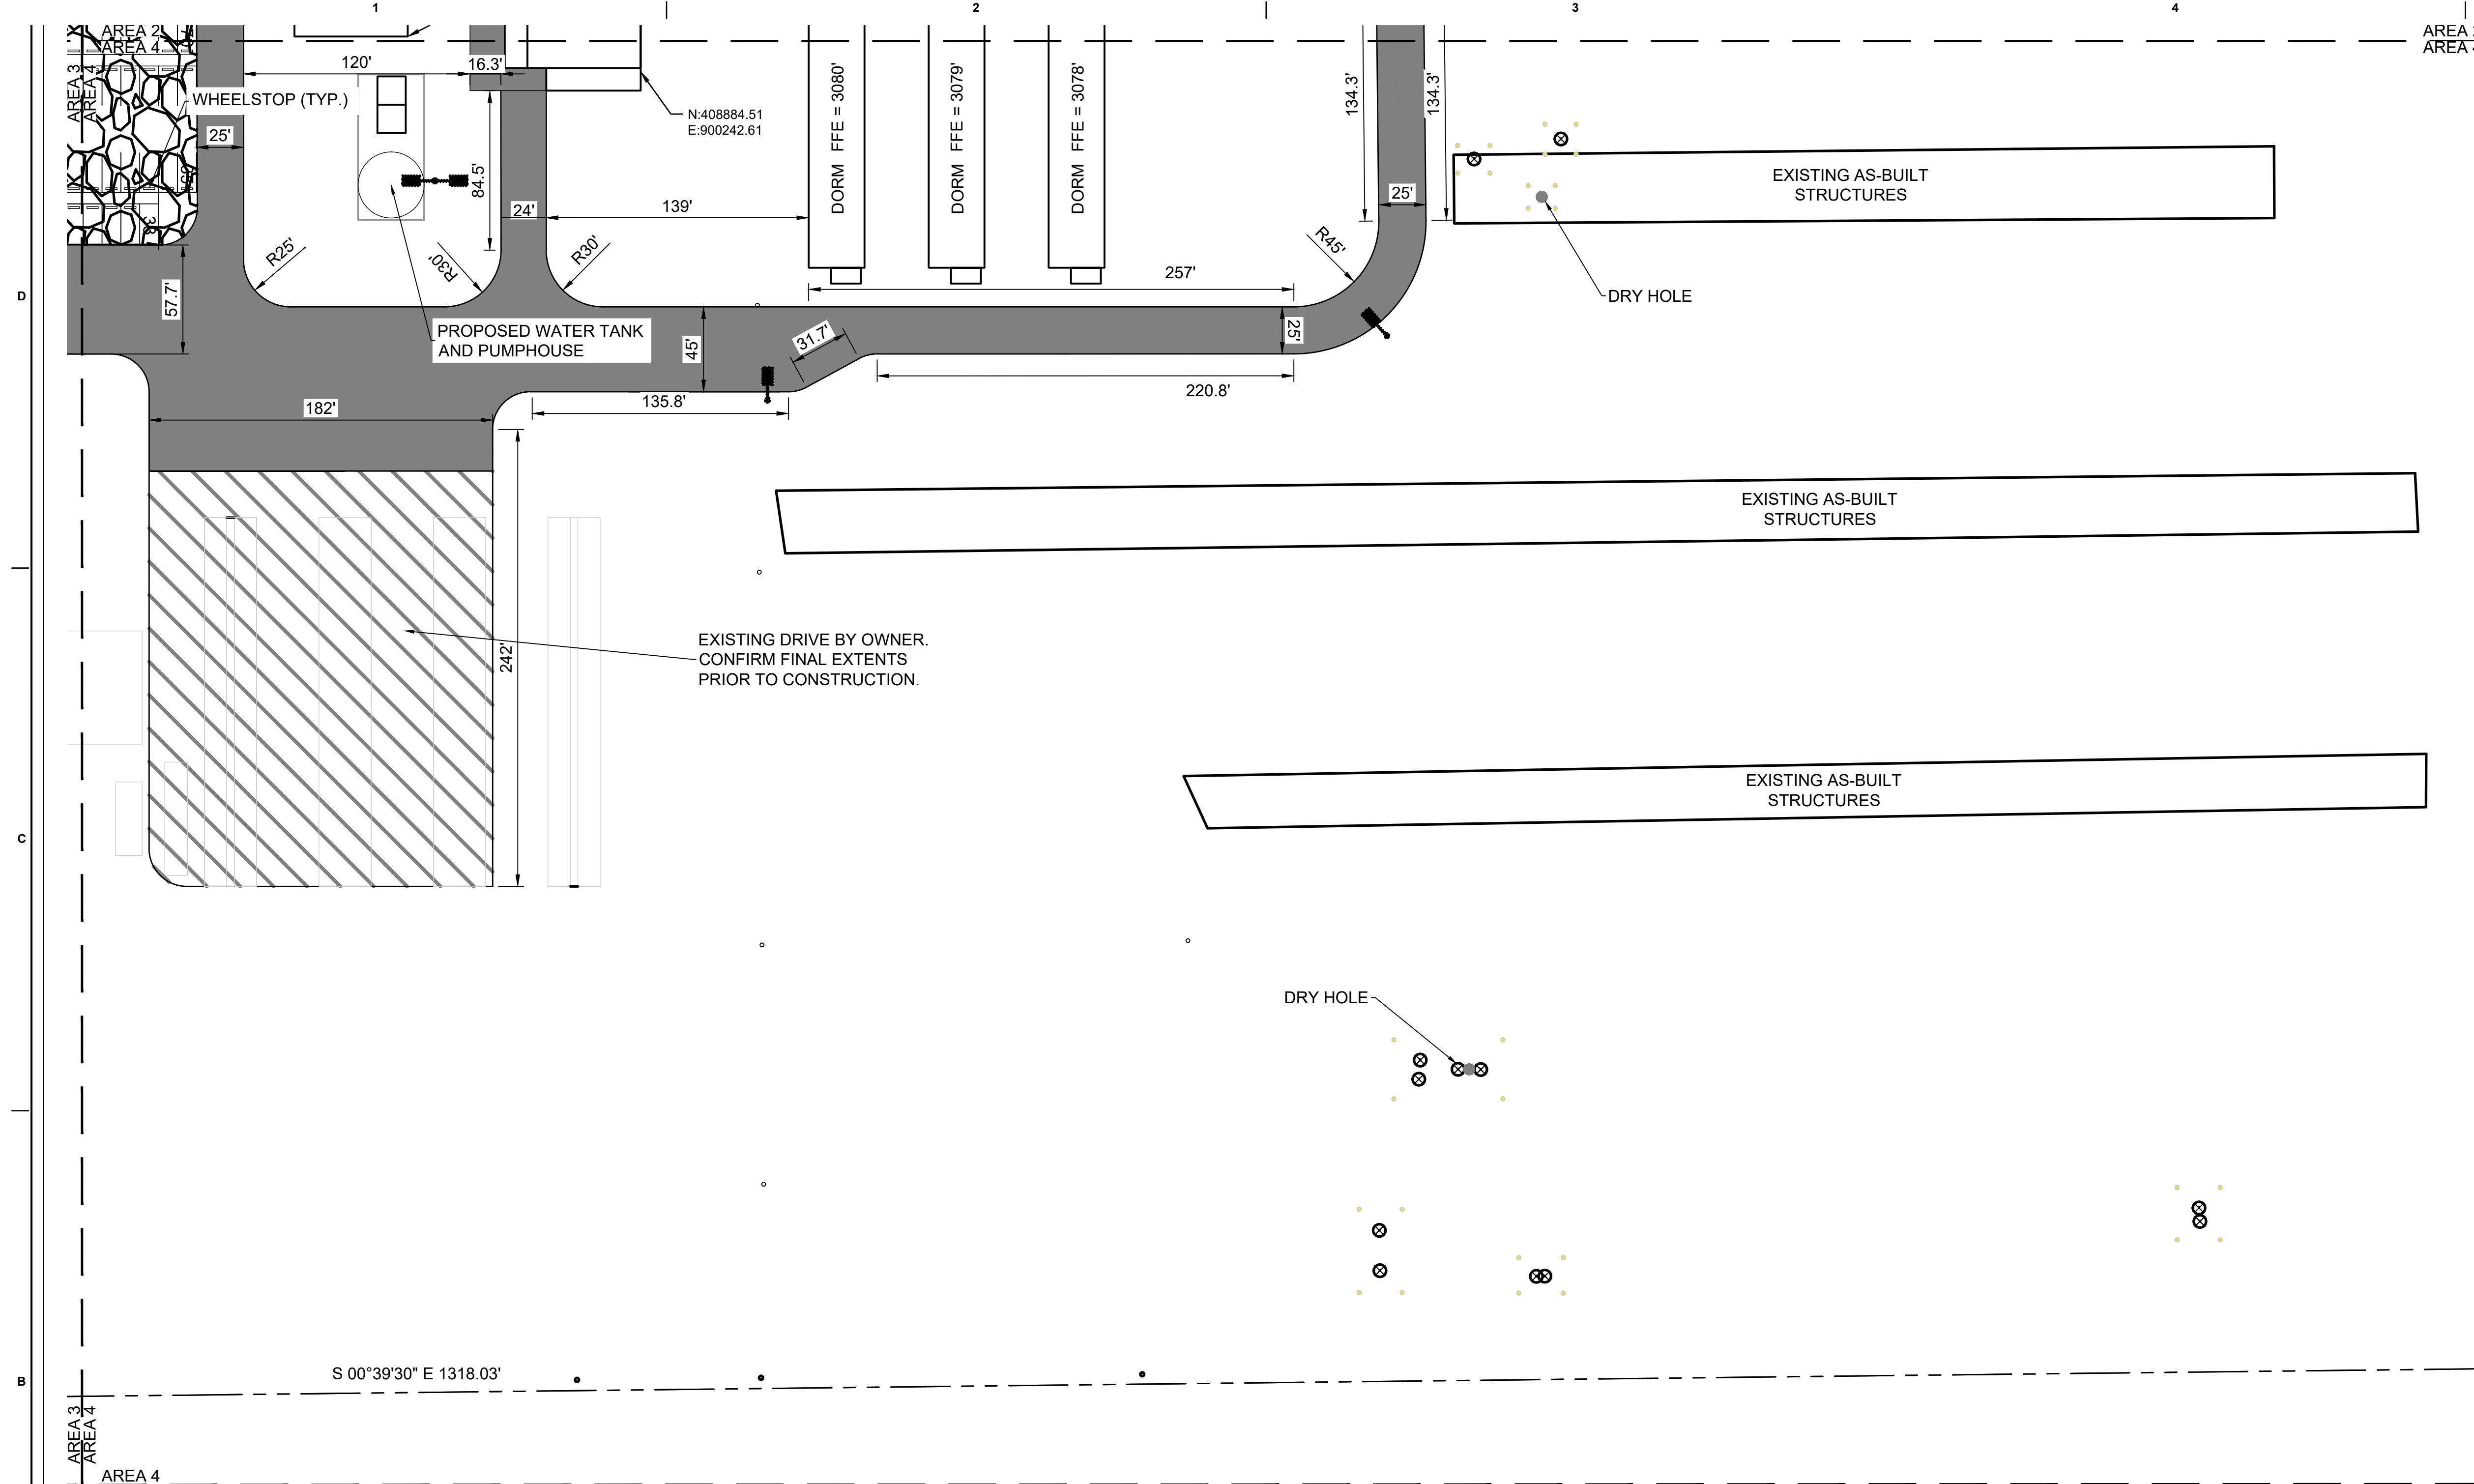 1
2
3
4
AREA 2
AREA 4
AREA
AREA
AREA 3
AREA 4
120'
16.3'
WHEELSTOP (TYP.)
N:408884.51
E:900242.61
25'
84.5'
24'
139'
DORM FFE = 3080'
DORM FFE = 3079'
DORM FFE = 3078'
134.3'
134.3'
25'
EXISTING AS-BUILT
STRUCTURES
R25'
R30'
R30'
R45'
257'
D
57.7'
DRY HOLE
PROPOSED WATER TANK
AND PUMPHOUSE
45'
31.7'
25'
182'
135.8'
220.8'
EXISTING AS-BUILT
STRUCTURES
242'
EXISTING DRIVE BY OWNER.
CONFIRM FINAL EXTENTS
PRIOR TO CONSTRUCTION.
EXISTING AS-BUILT
STRUCTURES
C
DRY HOLE
S 00°39'30" E 1318.03'
B
AREA 3
AREA 4
AREA 4